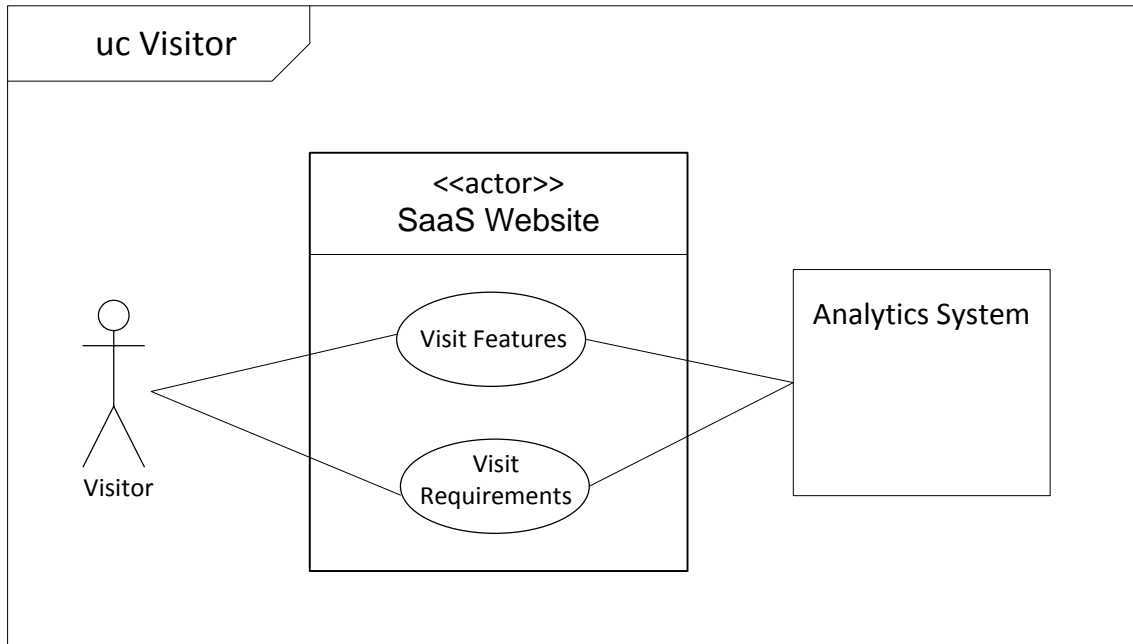 uc Visitor
<<actor>>
SaaS Website
Visit Features
Analytics System
Visit
Requirements
Visitor